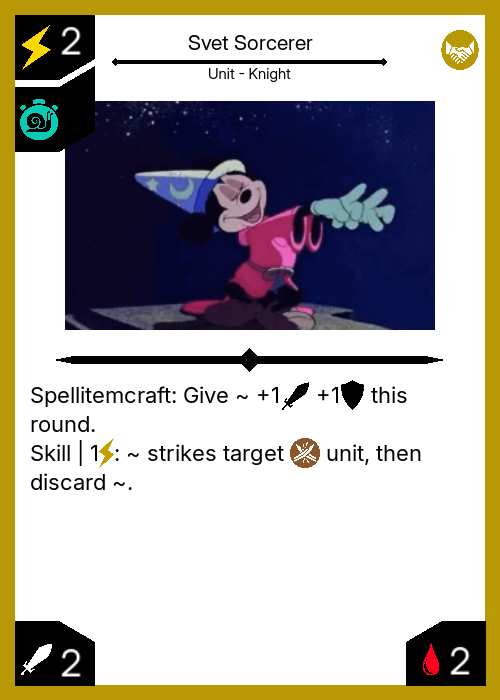 2
Svet Sorcerer
Unit - Knight
Spellitemcraft: Give ~ +1 +1 this
round.
Skill | 1: ~ strikes target unit, then
discard ~.
2
2